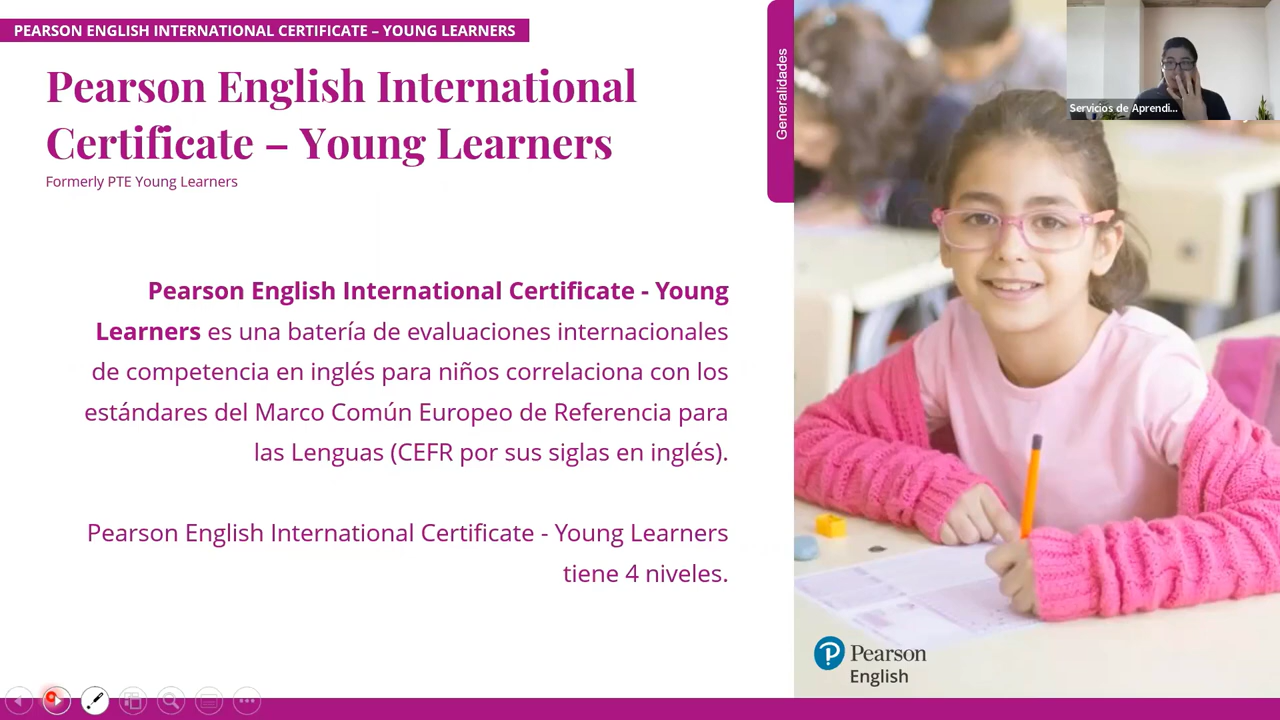 PEARSON ENGLISH INTERNATIONAL CERTIFICATE – YOUNG LEARNERS
Pearson English International
Certificate – Young Learners
Formerly PTE Young Learners
Pearson English International Certificate - Young
Learners es una batería de evaluaciones internacionales
de competencia en inglés para niños correlaciona con los
estándares del Marco Común Europeo de Referencia para
las Lenguas (CEFR por sus siglas en inglés).
Pearson English International Certificate - Young Learners
tiene 4 niveles.
Generalidades
Servicios de Aprendi...
Pearson
English